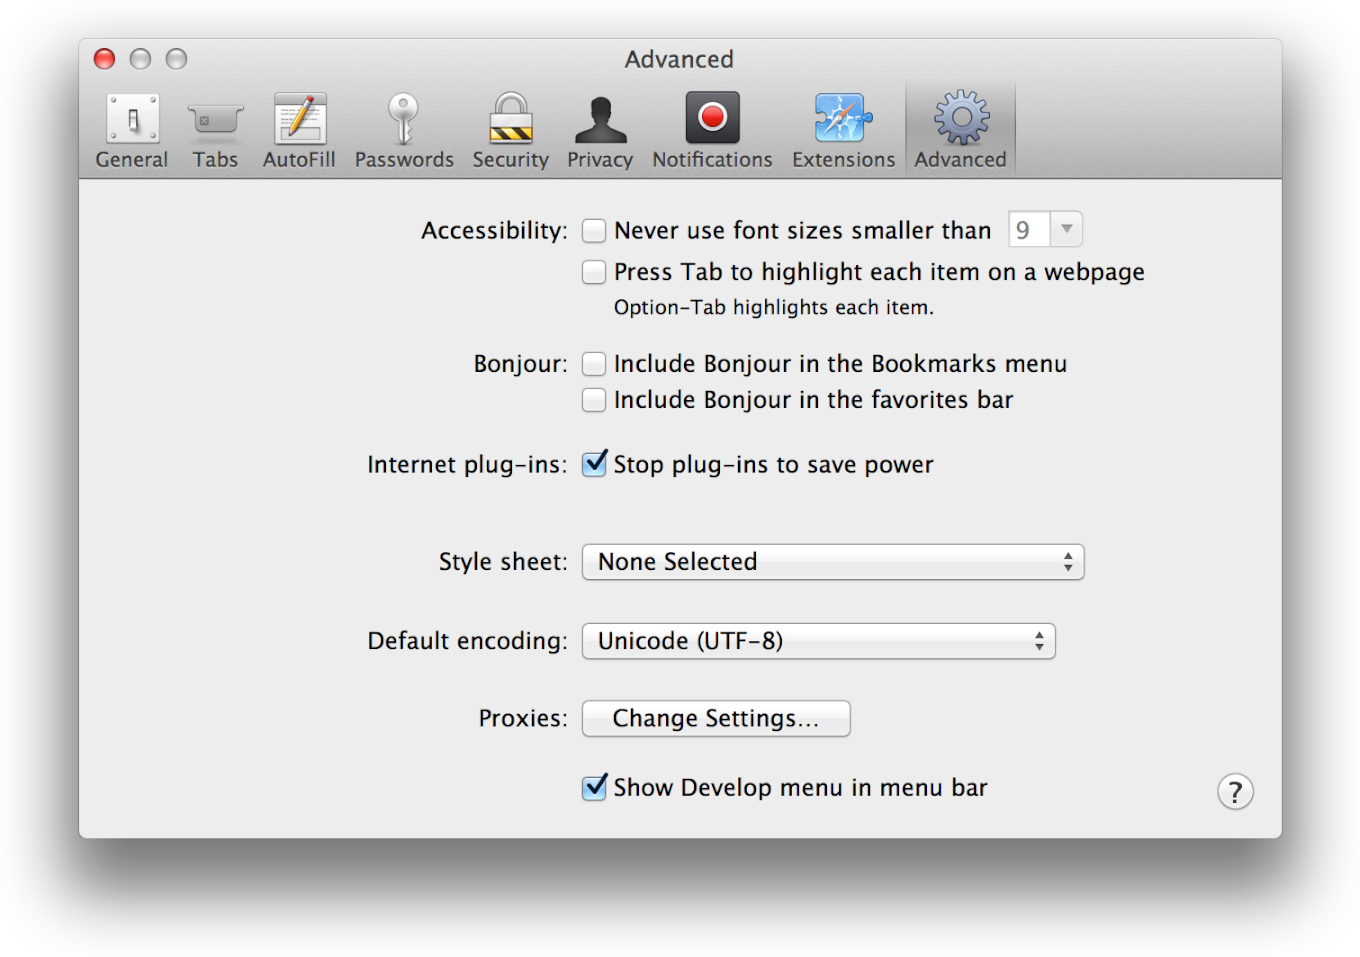 Advanced
General Tabs AutoFill Passwords Security Privacy Notifications Extensions Advanced
Accessibility: Never use font sizes smaller than 9
Press Tab to highlight each item on a webpage
Option-Tab highlights each item.
Bonjour: Include Bonjour in the Bookmarks menu
Include Bonjour in the favorites bar
Internet plug-ins: Stop plug-ins to save power
Style sheet: None Selected
Default encoding: Unicode (UTF-8)
Proxies: Change Settings...
Show Develop menu in menu bar
?